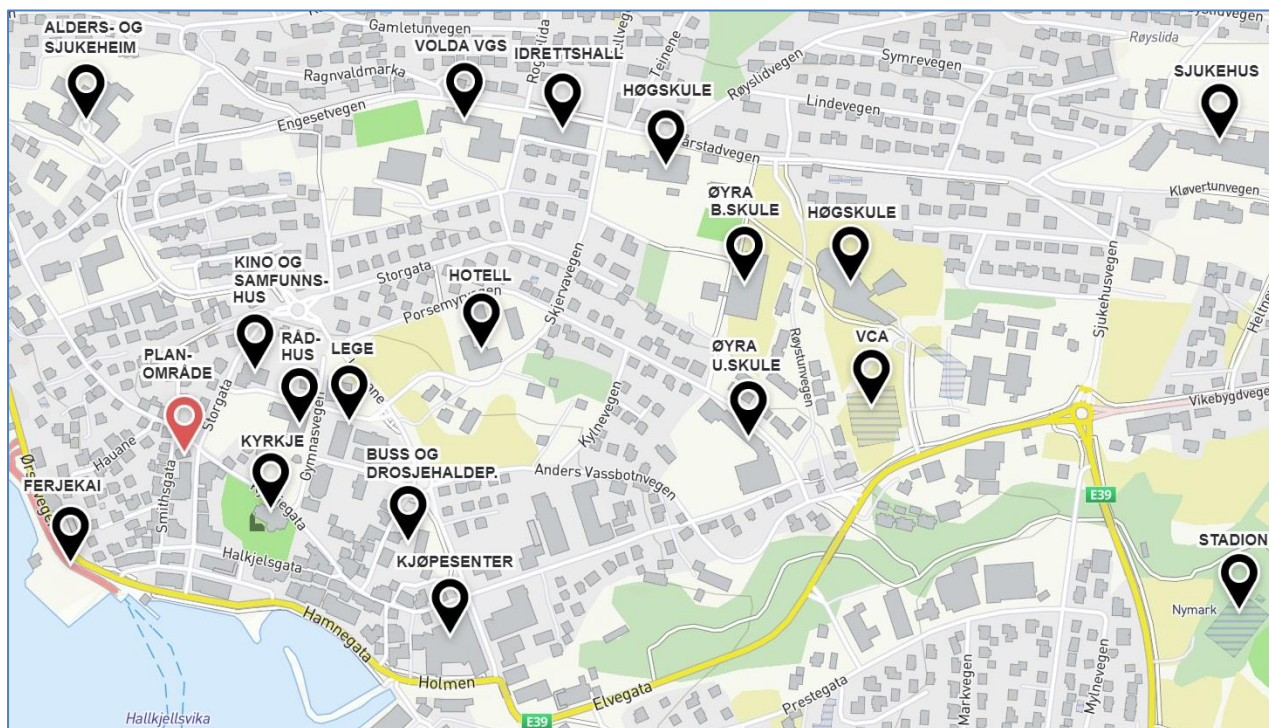 ALDERS- OG
SJUKEHEIM
Gamletunvegen
VOLDA VGS
IDRETTSHALL
Teinene
Røyslida
SJUKEHUS
Ragnvaldmarka
HØGSKULE
Røyslidvegen
Symrevegen
Engesetvegen
Lindevegen
Kløvertunvegen
ØYRA
B.SKULE
HØGSKULE
KINO OG
SAMFUNNS-
HUS
Storgata
HOTELL
Porsemyrvegen
Skjervavegen
Sjukehusvegen
PLAN-
OMRÅDE
RÅD-
HUS
LEGE
Storgata
ØYRA
U.SKULE
Røystunvegen
VCA
Vikebygdvegen
Hauane
KYRKJE
Gymnasvegen
Kylnevegen
BUSS OG
DROSJEHALDEP.
Anders Vassbotnvegen
FERJEKAI
Smithsgata
E39
Halkjelsgata
KJØPESENTER
STADION
Nymark
Hamnegata
Holmen
Elvegata
Prestegata
Markvegen
Mylnevegen
Hallkjellsvika
E39